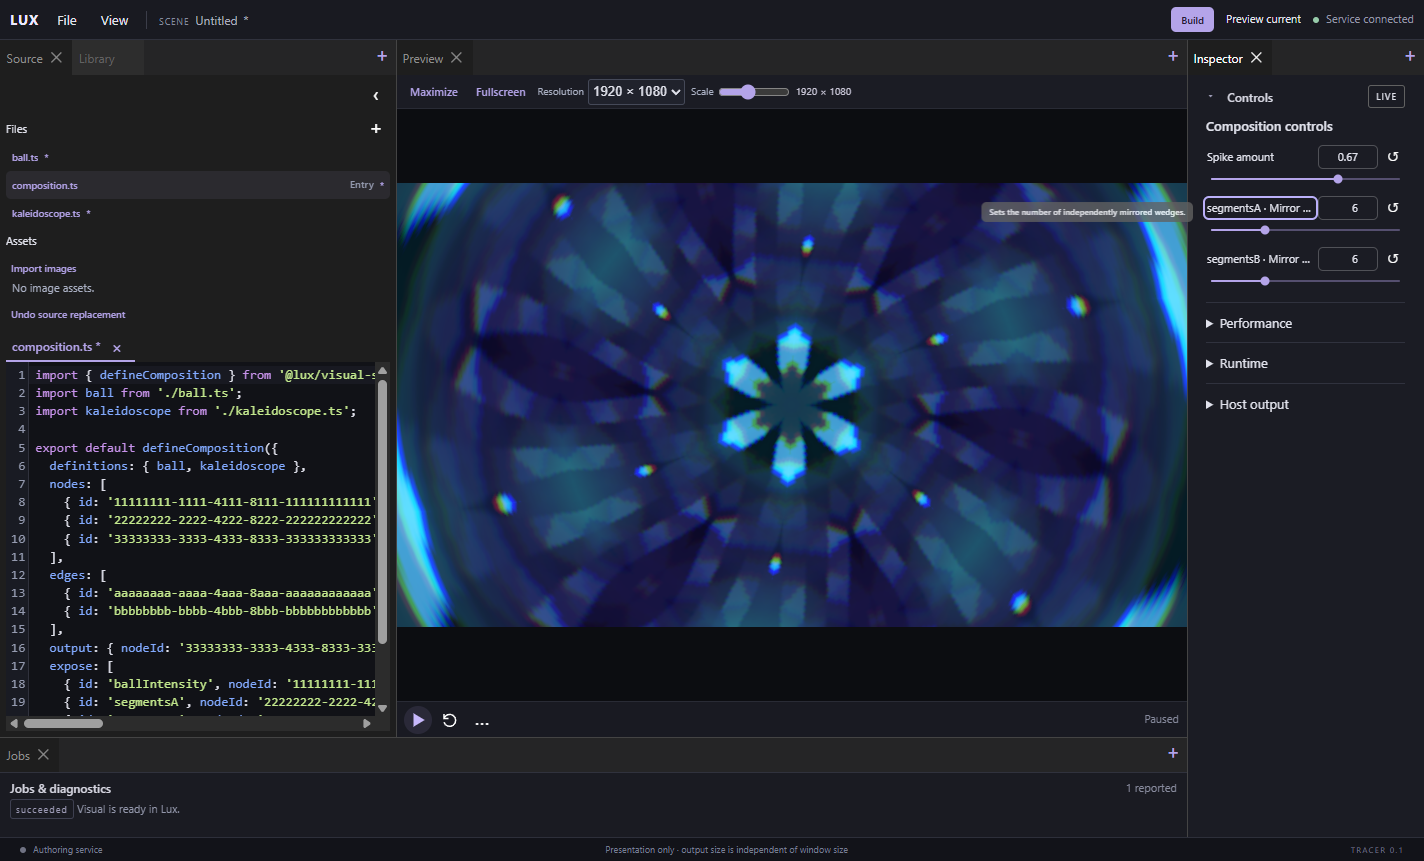 LUX File View SCENE Untitled * Build Preview current Service connected
Source Library +
Files +
ball.ts *
composition.ts Entry *
kaleidoscope.ts *
Assets
Import images
No image assets.
Undo source replacement
composition.ts *
1 import { defineComposition } from '@lux/visual-s
2 import ball from './ball.ts';
3 import kaleidoscope from './kaleidoscope.ts';
4
5 export default defineComposition({
6 definitions: { ball, kaleidoscope },
7 nodes: [
8 { id: '11111111-1111-4111-8111-111111111111'
9 { id: '22222222-2222-4222-8222-222222222222'
10 { id: '33333333-3333-4333-8333-333333333333'
11 ],
12 edges: [
13 { id: 'aaaaaaaa-aaaa-4aaa-8aaa-aaaaaaaaaaaa'
14 { id: 'bbbbbbbb-bbbb-4bbb-8bbb-bbbbbbbbbbbb'
15 ],
16 output: { nodeId: '33333333-3333-4333-8333-333
17 expose: [
18 { id: 'ballIntensity', nodeId: '11111111-111
19 { id: 'segmentsA', nodeId: '22222222-2222-42
Preview +
Maximize Fullscreen Resolution 1920 × 1080 Scale 1920 × 1080
Sets the number of independently mirrored wedges.
... Paused
Inspector +
Controls LIVE
Composition controls
Spike amount 0.67
segmentsA · Mirror ... 6
segmentsB · Mirror ... 6
Performance
Runtime
Host output
Jobs +
Jobs & diagnostics 1 reported
succeeded Visual is ready in Lux.
Authoring service Presentation only · output size is independent of window size TRACER 0.1